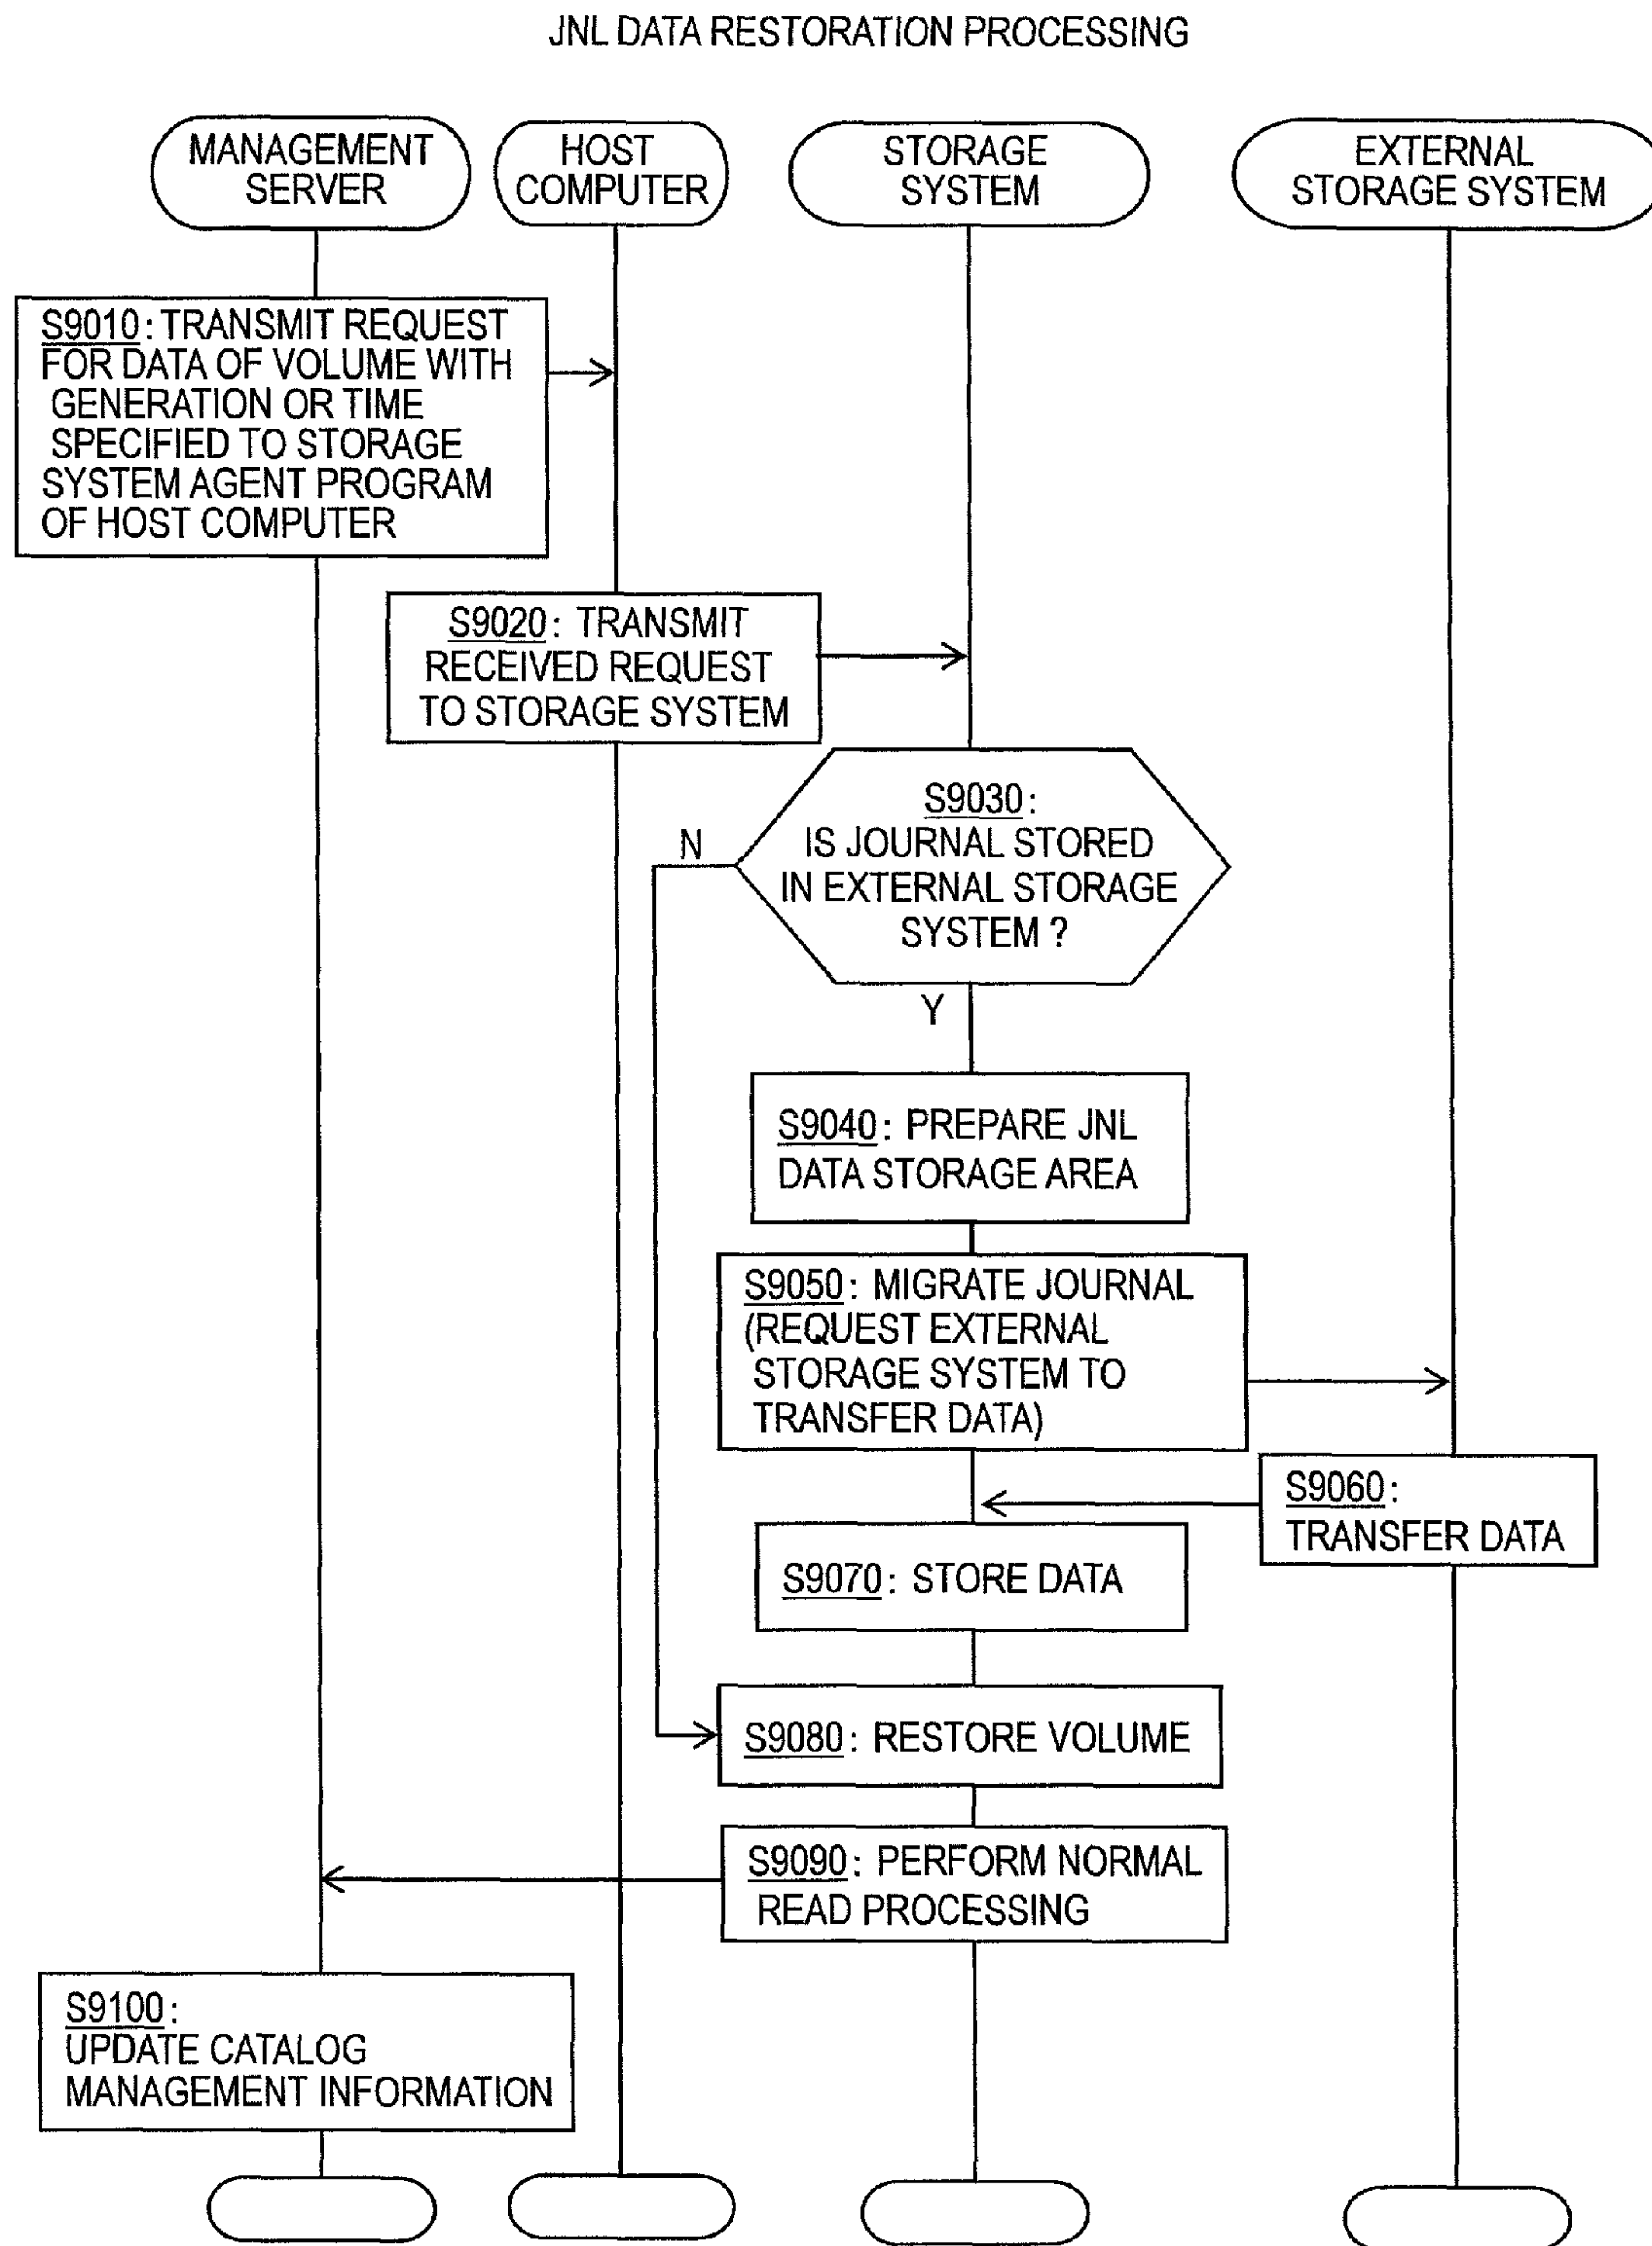 JNL DATA RESTORATION PROCESSING
MANAGEMENT
SERVER
HOST
COMPUTER
STORAGE
SYSTEM
EXTERNAL
STORAGE SYSTEM
S9010: TRANSMIT REQUEST
FOR DATA OF VOLUME WITH
GENERATION OR TIME
SPECIFIED TO STORAGE
SYSTEM AGENT PROGRAM
OF HOST COMPUTER
S9020: TRANSMIT
RECEIVED REQUEST
TO STORAGE SYSTEM
S9030:
IS JOURNAL STORED
IN EXTERNAL STORAGE
SYSTEM ?
N
Y
S9040: PREPARE JNL
DATA STORAGE AREA
S9050: MIGRATE JOURNAL
(REQUEST EXTERNAL
STORAGE SYSTEM TO
TRANSFER DATA)
S9060:
TRANSFER DATA
S9070: STORE DATA
S9080: RESTORE VOLUME
S9090: PERFORM NORMAL
READ PROCESSING
S9100:
UPDATE CATALOG
MANAGEMENT INFORMATION